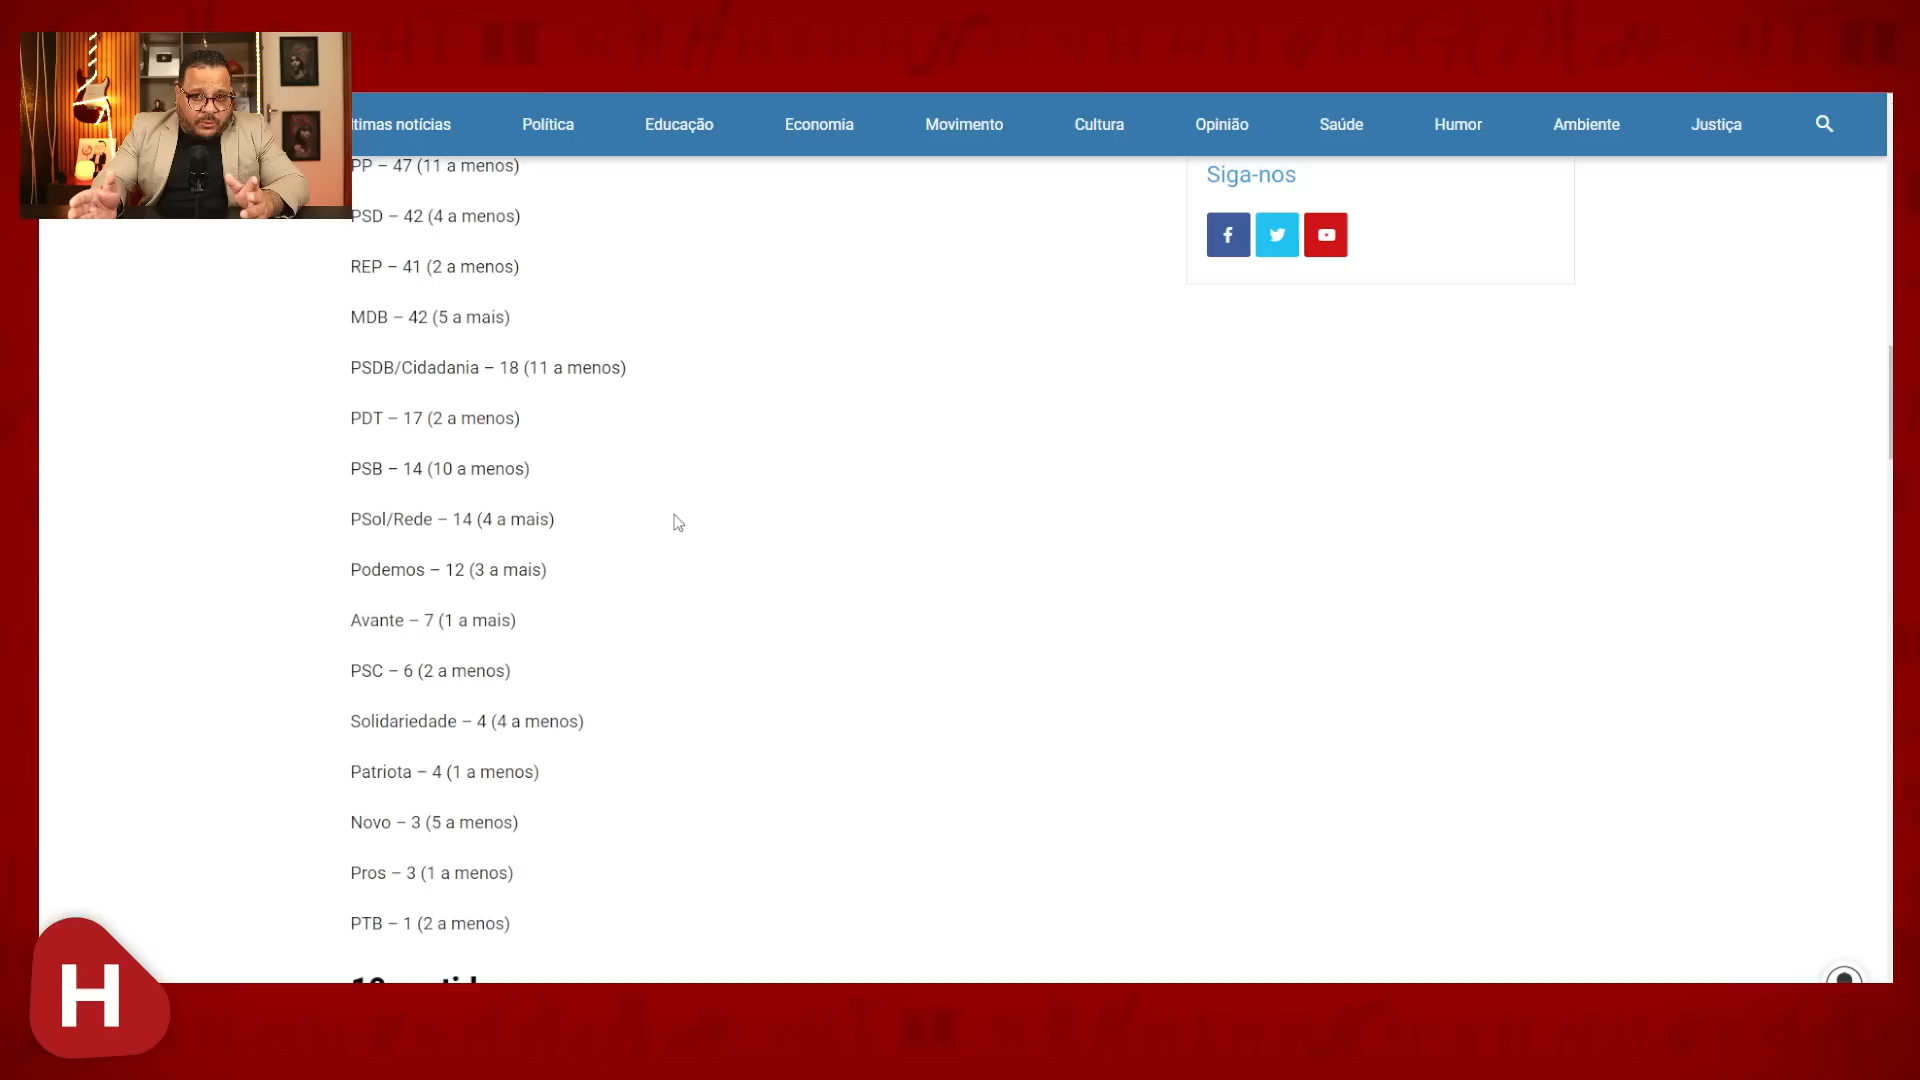 timas notícias Política Educação Economia Movimento Cultura Opinião Saúde Humor Ambiente Justiça
PP – 47 (11 a menos)
Siga-nos
PSD – 42 (4 a menos)
REP – 41 (2 a menos)
MDB – 42 (5 a mais)
PSDB/Cidadania – 18 (11 a menos)
PDT – 17 (2 a menos)
PSB – 14 (10 a menos)
PSol/Rede – 14 (4 a mais)
Podemos – 12 (3 a mais)
Avante – 7 (1 a mais)
PSC – 6 (2 a menos)
Solidariedade – 4 (4 a menos)
Patriota – 4 (1 a menos)
Novo – 3 (5 a menos)
Pros – 3 (1 a menos)
PTB – 1 (2 a menos)
H